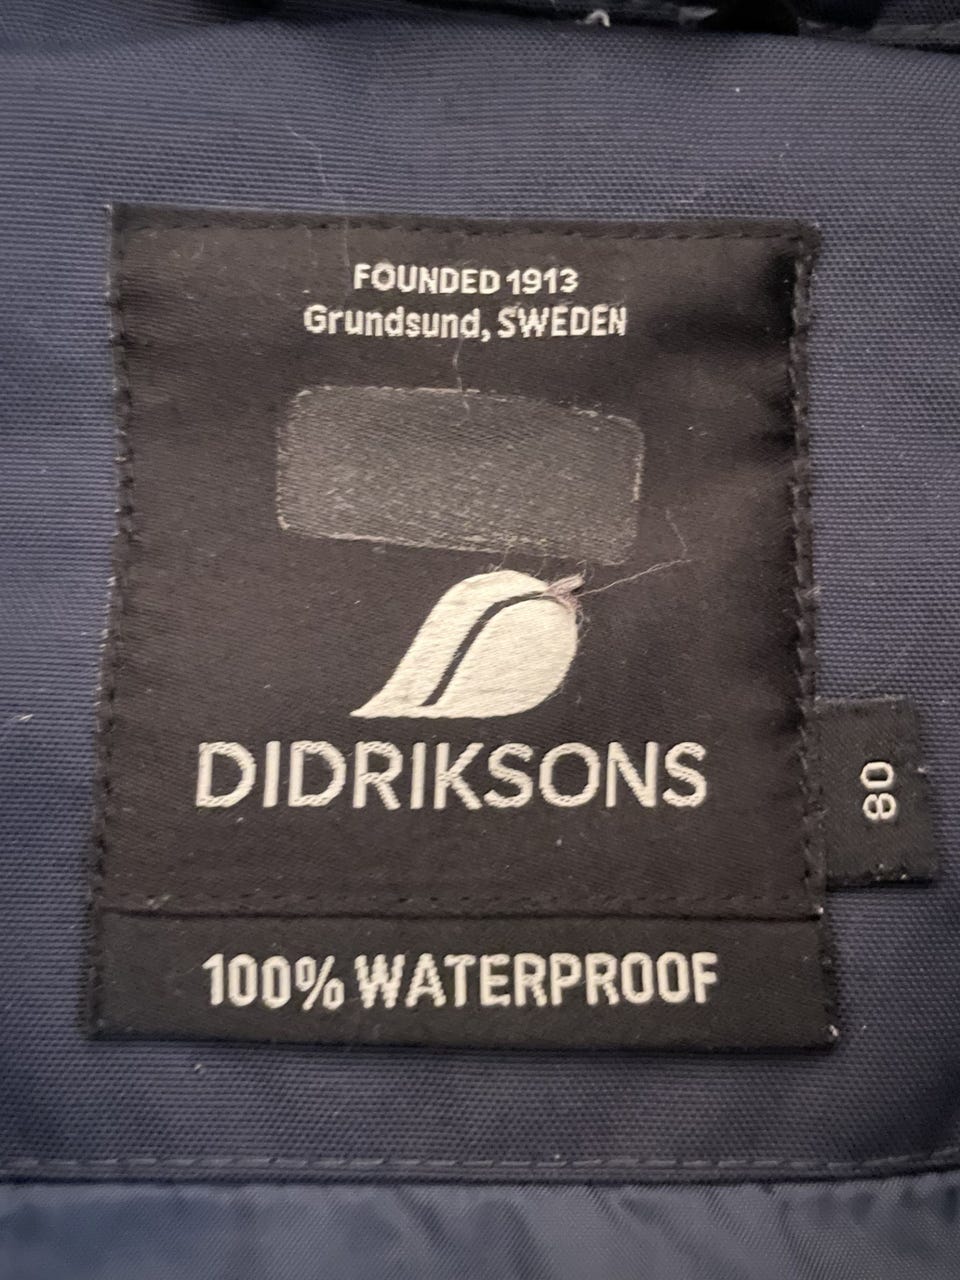 FOUNDED 1913
Grundsund, SWEDEN
DIDRIKSONS
80
100% WATERPROOF